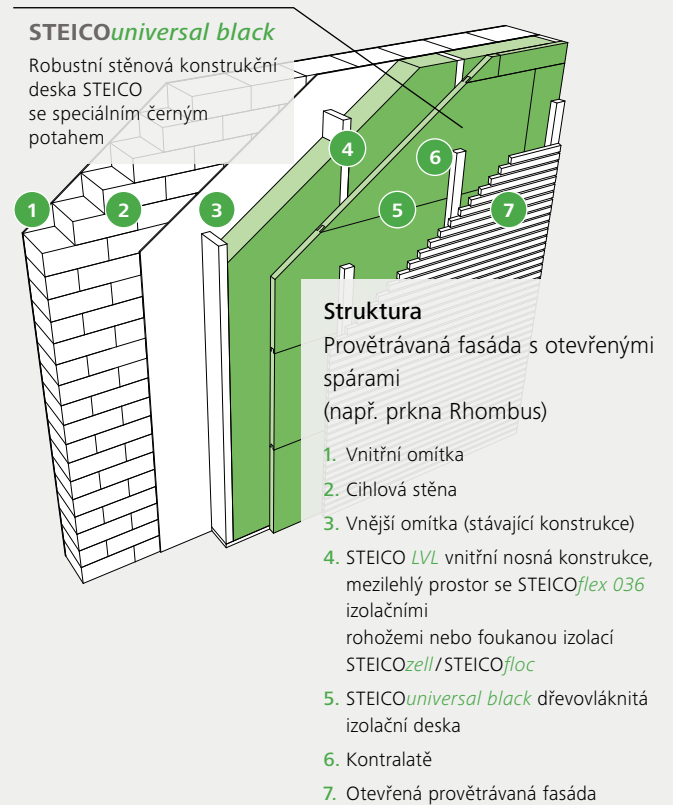 STEICOuniversal black
Robustní stěnová konstrukční
deska STEICO
se speciálním černým
potahem
1
2
3
4
5
6
7
Struktura
Provětrávaná fasáda s otevřenými
spárami
(např. prkna Rhombus)
1. Vnitřní omítka
2. Cihlová stěna
3. Vnější omítka (stávající konstrukce)
4. STEICO LVL vnitřní nosná konstrukce,
mezilehlý prostor se STEICOflex 036
izolačními
rohožemi nebo foukanou izolací
STEICOzell/STEICOfloc
5. STEICOuniversal black dřevovláknitá
izolační deska
6. Kontralatě
7. Otevřená provětrávaná fasáda